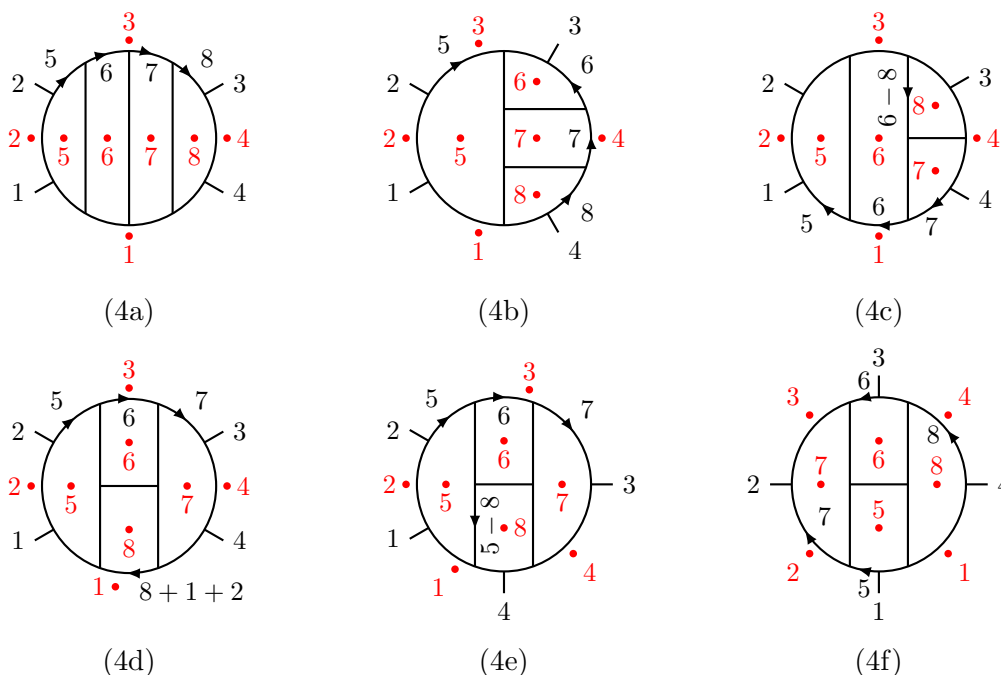 3 3 3
5 6 7 8 5 6
2 3 6 6 − 8 8 3
2 5 6 7 8 4 2 5 7 7 4 2 5 6 4
1 4 1 8 1 7 4
1 1 4 8 5 6 7 1
(4a) (4b) (4c)
3 3 3
5 6 7 5 6 7 3 6 4
2 6 3 2 6 7 6 8 8
2 5 7 4 2 5 7 3 2 5
1 8 4 1 5 − 8 8 7
1 8 + 1 + 2 1 4 4 2 5 1 1
(4d) (4e) (4f)